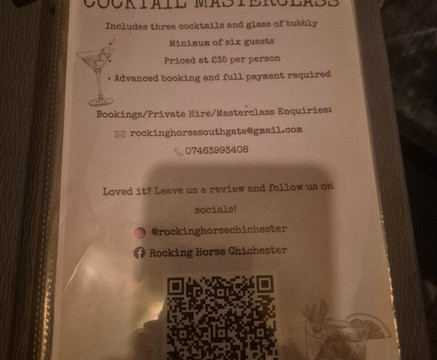 COCKTAIL MASTERCLASS
Includes three cocktails and glass of bubbly
Minimum of six guests
Priced at £35 per person
• Advanced booking and full payment required
Bookings/Private Hire/Masterclass Enquiries:
rockinghorsesouthgate@gmail.com
07463993408
Loved it? Leave us a review and follow us on
socials!
@rockinghorsechichester
Rocking Horse Chichester